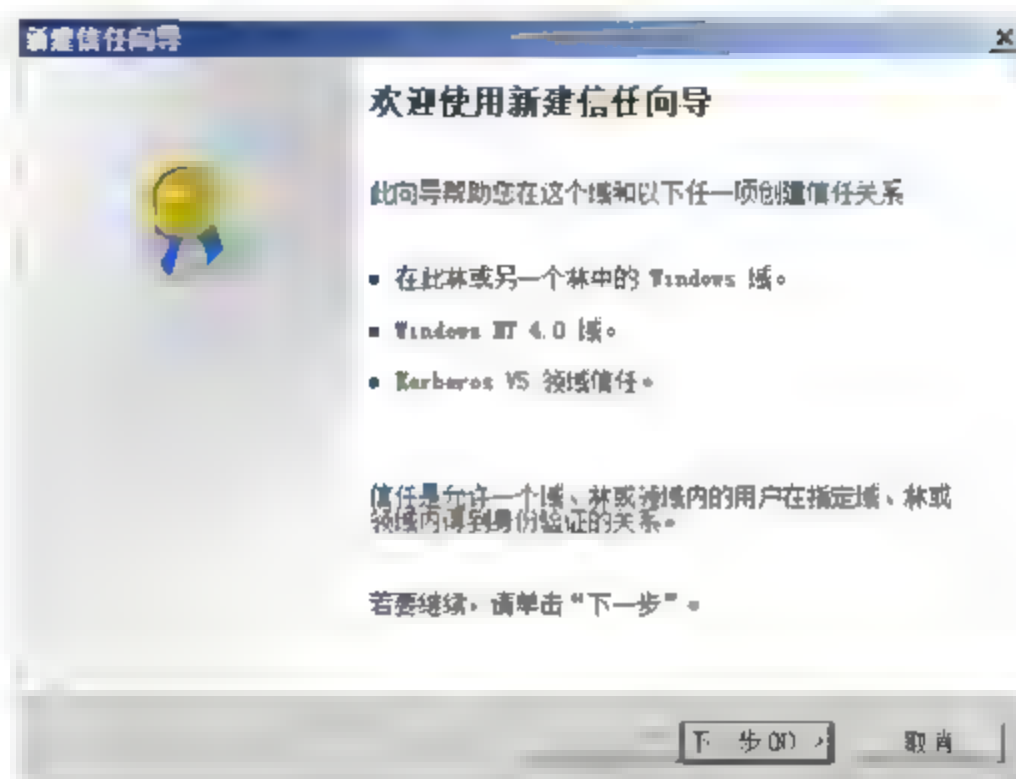 新建信任向导
欢迎使用新建信任向导
此向导帮助您在这个域和以下任一项创建信任关系
在此林或另一个林中的 Windows 域。
Windows NT 4.0 域。
Kerberos V5 领域信任。
信任是允许一个域、林或领域内的用户在指定域、林或
领域内得到身份验证的关系。
若要继续，请单击“下一步”。
下一步(N) >
取消